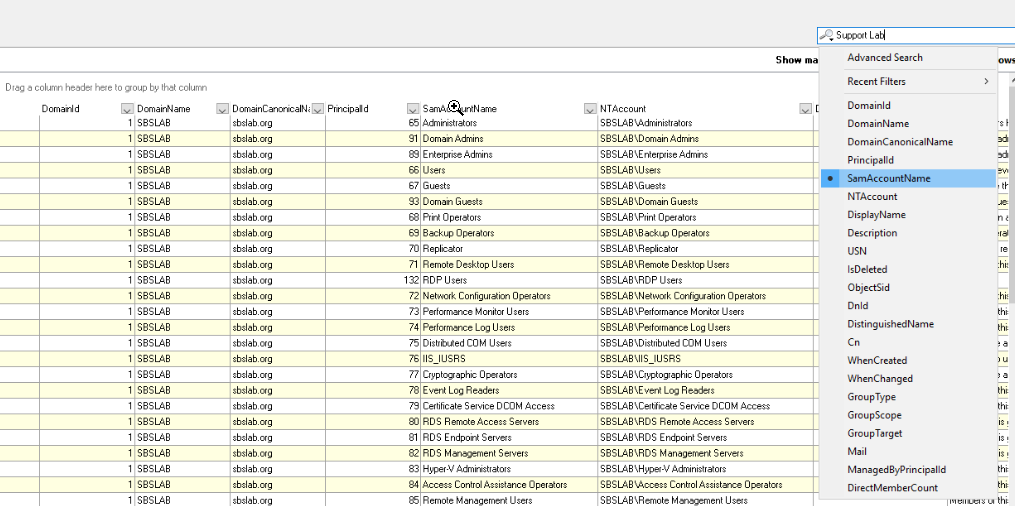 Support Lab
Show ma
ows
Drag a column header here to group by that column
DomainId DomainName DomainCanonicalNa PrincipalId SamAccountName NTAccount D
1 SBSLAB sbslab.org 65 Administrators SBSLAB\Administrators
1 SBSLAB sbslab.org 91 Domain Admins SBSLAB\Domain Admins
1 SBSLAB sbslab.org 89 Enterprise Admins SBSLAB\Enterprise Admins
1 SBSLAB sbslab.org 66 Users SBSLAB\Users
1 SBSLAB sbslab.org 67 Guests SBSLAB\Guests
1 SBSLAB sbslab.org 93 Domain Guests SBSLAB\Domain Guests
1 SBSLAB sbslab.org 68 Print Operators SBSLAB\Print Operators
1 SBSLAB sbslab.org 69 Backup Operators SBSLAB\Backup Operators
1 SBSLAB sbslab.org 70 Replicator SBSLAB\Replicator
1 SBSLAB sbslab.org 71 Remote Desktop Users SBSLAB\Remote Desktop Users
1 SBSLAB sbslab.org 132 RDP Users SBSLAB\RDP Users
1 SBSLAB sbslab.org 72 Network Configuration Operators SBSLAB\Network Configuration Operators
1 SBSLAB sbslab.org 73 Performance Monitor Users SBSLAB\Performance Monitor Users
1 SBSLAB sbslab.org 74 Performance Log Users SBSLAB\Performance Log Users
1 SBSLAB sbslab.org 75 Distributed COM Users SBSLAB\Distributed COM Users
1 SBSLAB sbslab.org 76 IIS_IUSRS SBSLAB\IIS_IUSRS
1 SBSLAB sbslab.org 77 Cryptographic Operators SBSLAB\Cryptographic Operators
1 SBSLAB sbslab.org 78 Event Log Readers SBSLAB\Event Log Readers
1 SBSLAB sbslab.org 79 Certificate Service DCOM Access SBSLAB\Certificate Service DCOM Access
1 SBSLAB sbslab.org 80 RDS Remote Access Servers SBSLAB\RDS Remote Access Servers
1 SBSLAB sbslab.org 81 RDS Endpoint Servers SBSLAB\RDS Endpoint Servers
1 SBSLAB sbslab.org 82 RDS Management Servers SBSLAB\RDS Management Servers
1 SBSLAB sbslab.org 83 Hyper-V Administrators SBSLAB\Hyper-V Administrators
1 SBSLAB sbslab.org 84 Access Control Assistance Operators SBSLAB\Access Control Assistance Operators
1 SBSLAB sbslab.org 85 Remote Management Users SBSLAB\Remote Management Users
Advanced Search
Recent Filters
DomainId
DomainName
DomainCanonicalName
PrincipalId
SamAccountName
NTAccount
DisplayName
Description
USN
IsDeleted
ObjectSid
DnId
DistinguishedName
Cn
WhenCreated
WhenChanged
GroupType
GroupScope
GroupTarget
Mail
ManagedByPrincipalId
DirectMemberCount